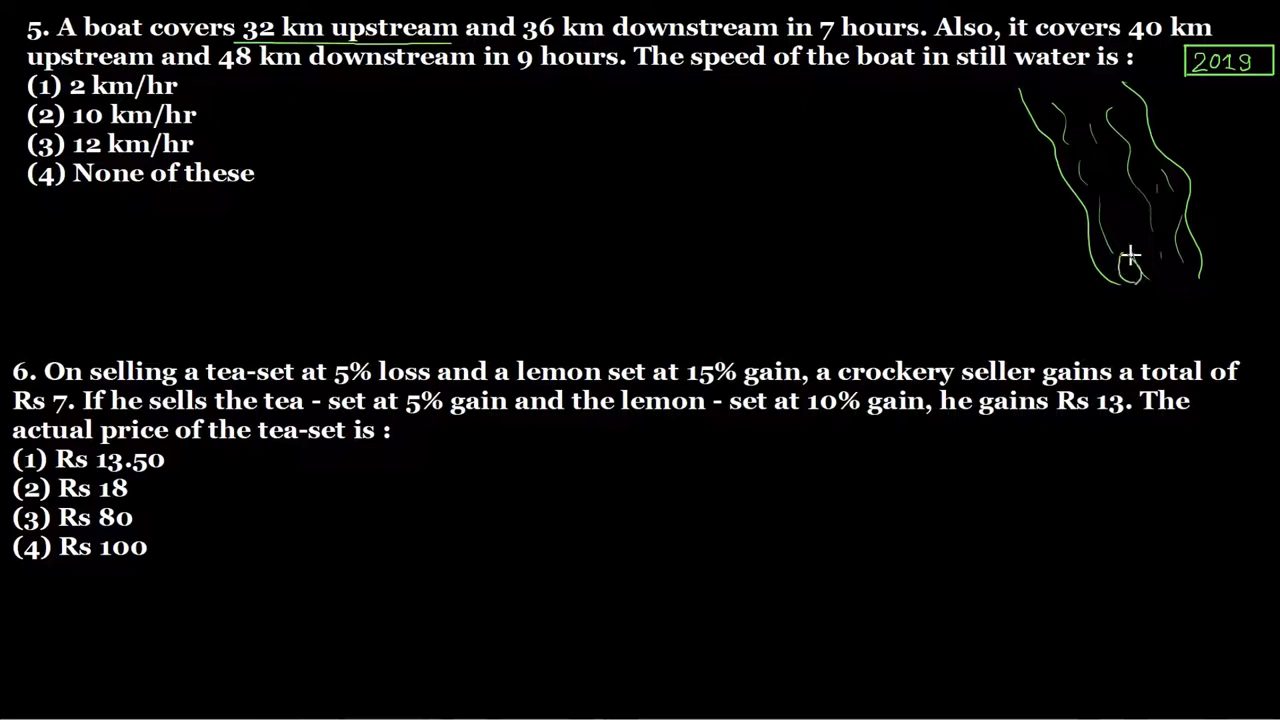 5. A boat covers 32 km upstream and 36 km downstream in 7 hours. Also, it covers 40 km
upstream and 48 km downstream in 9 hours. The speed of the boat in still water is :
2019
(1) 2 km/hr
(2) 10 km/hr
(3) 12 km/hr
(4) None of these
6. On selling a tea-set at 5% loss and a lemon set at 15% gain, a crockery seller gains a total of
Rs 7. If he sells the tea - set at 5% gain and the lemon - set at 10% gain, he gains Rs 13. The
actual price of the tea-set is :
(1) Rs 13.50
(2) Rs 18
(3) Rs 80
(4) Rs 100